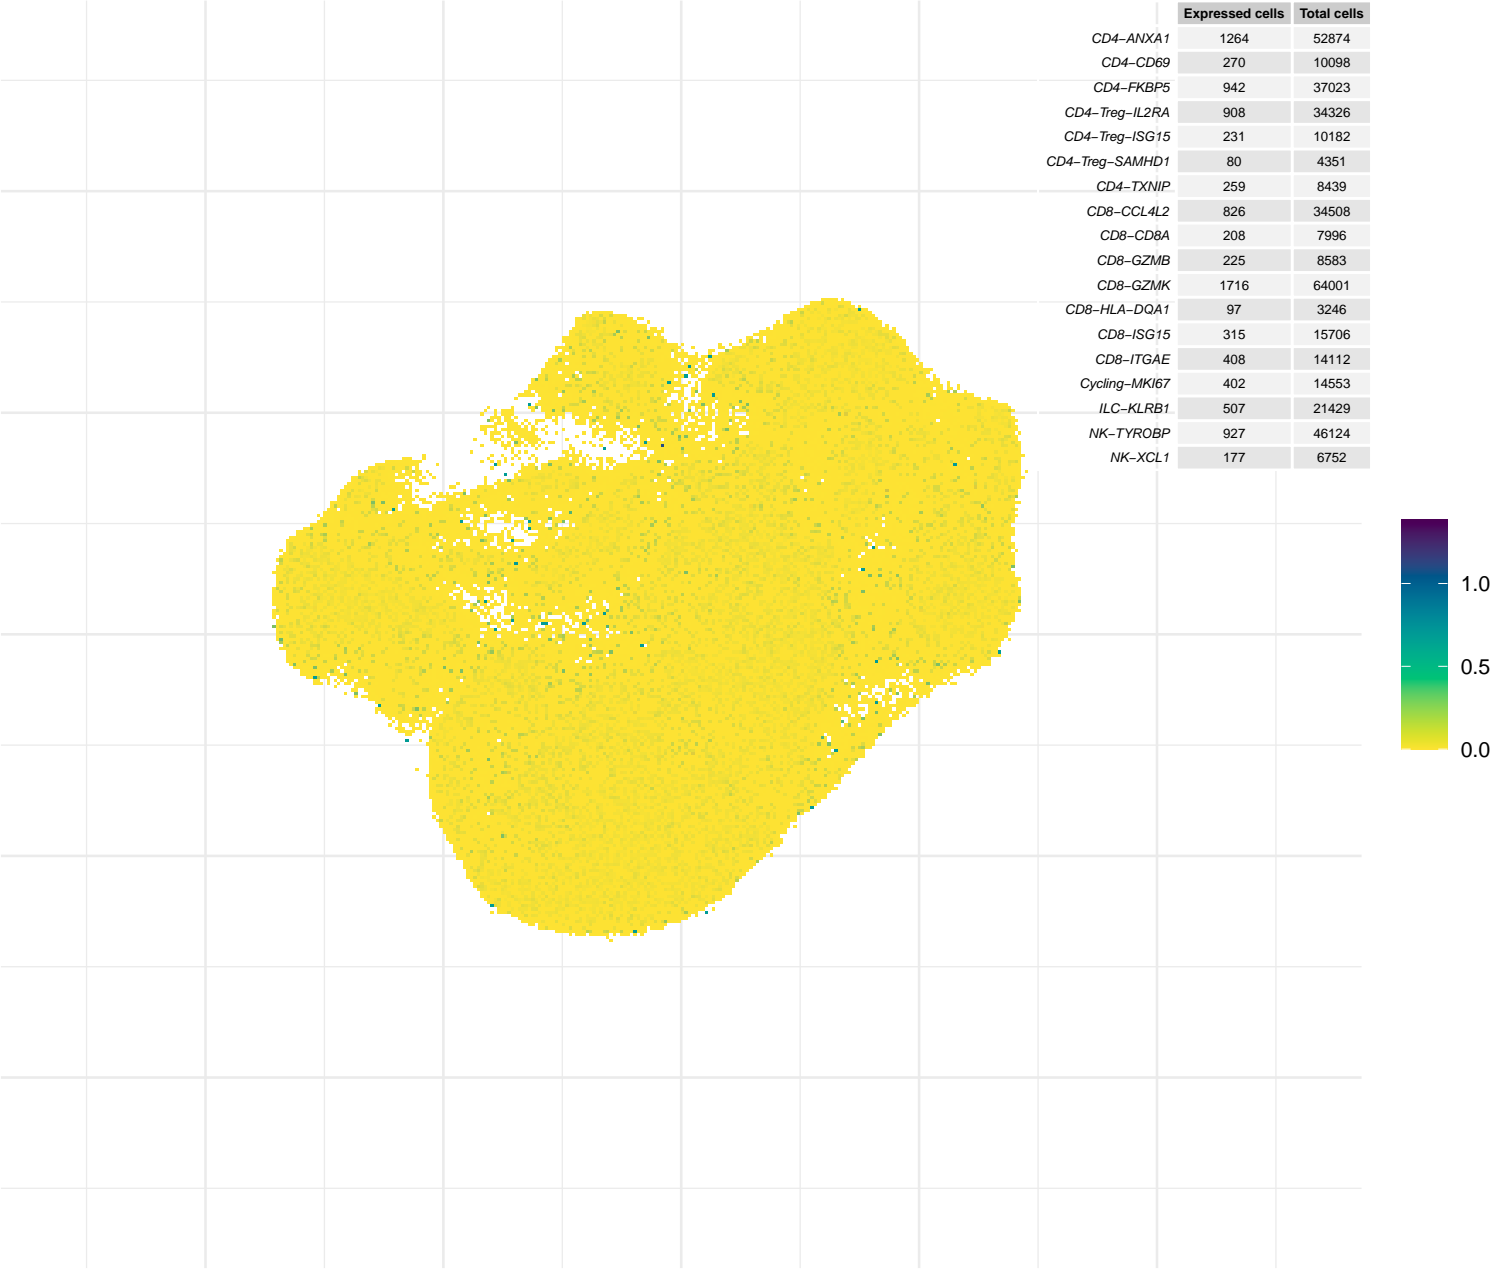 Expressed cells Total cells
CD4−ANXA1 1264 52874
CD4−CD69 270 10098
CD4−FKBP5 942 37023
CD4−Treg−IL2RA 908 34326
CD4−Treg−ISG15 231 10182
CD4−Treg−SAMHD1 80 4351
CD4−TXNIP 259 8439
CD8−CCL4L2 826 34508
CD8−CD8A 208 7996
CD8−GZMB 225 8583
CD8−GZMK 1716 64001
CD8−HLA−DQA1 97 3246
CD8−ISG15 315 15706
CD8−ITGAE 408 14112
Cycling−MKI67 402 14553
ILC−KLRB1 507 21429
NK−TYROBP 927 46124
NK−XCL1 177 6752
1.0
0.5
0.0